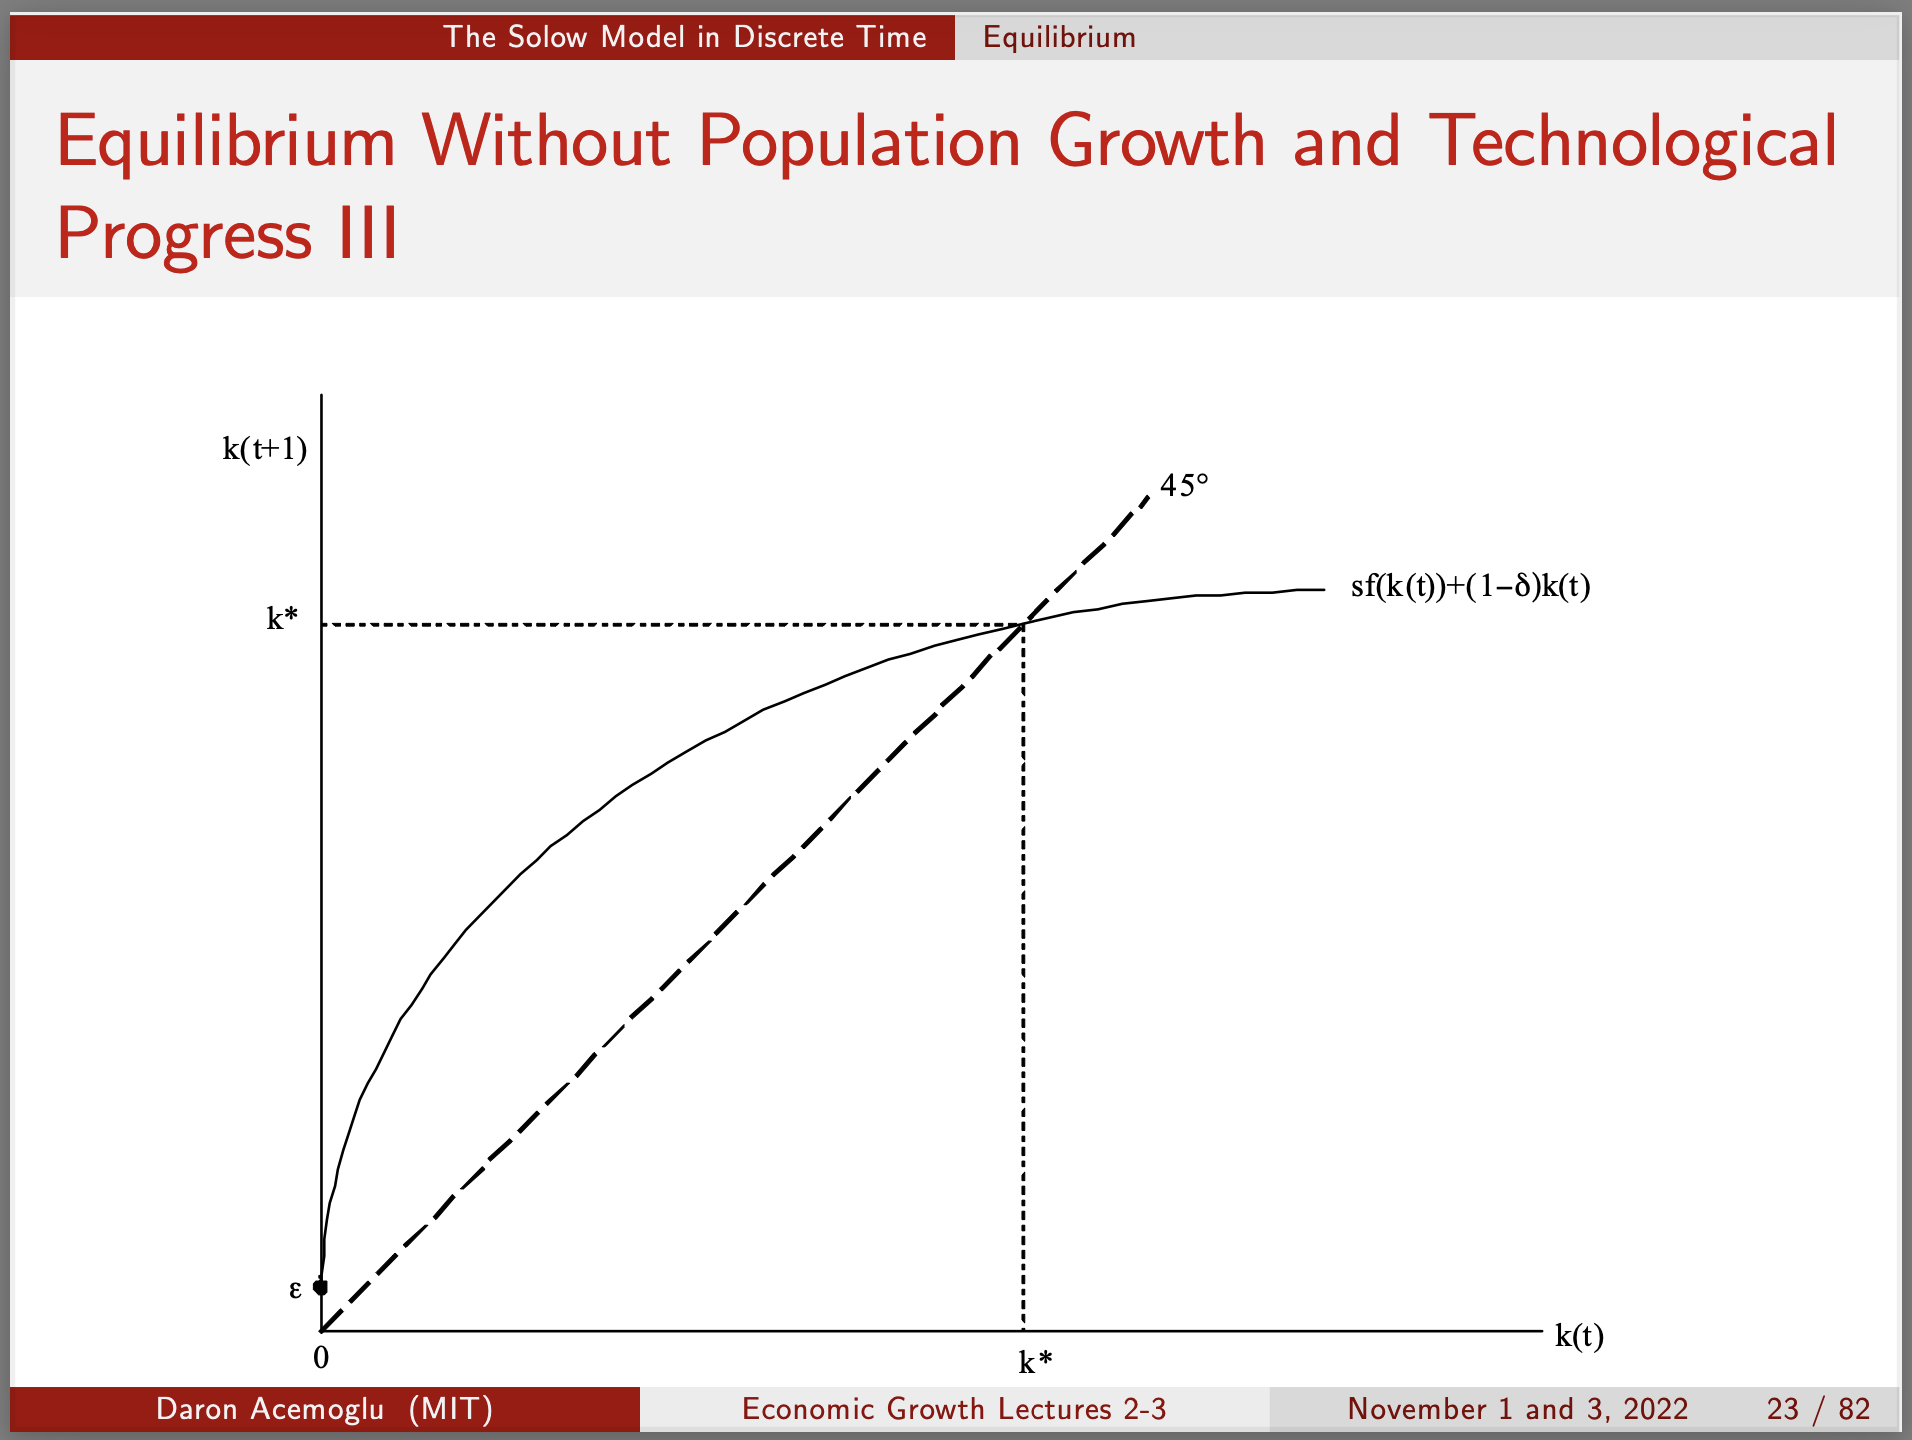 The Solow Model in Discrete Time
Equilibrium
Equilibrium Without Population Growth and Technological
Progress III
k(t+1)
45°
sf(k(t))+(1−δ)k(t)
k*
ε
k(t)
0
k*
Daron Acemoglu (MIT)
Economic Growth Lectures 2-3
November 1 and 3, 2022
23 / 82